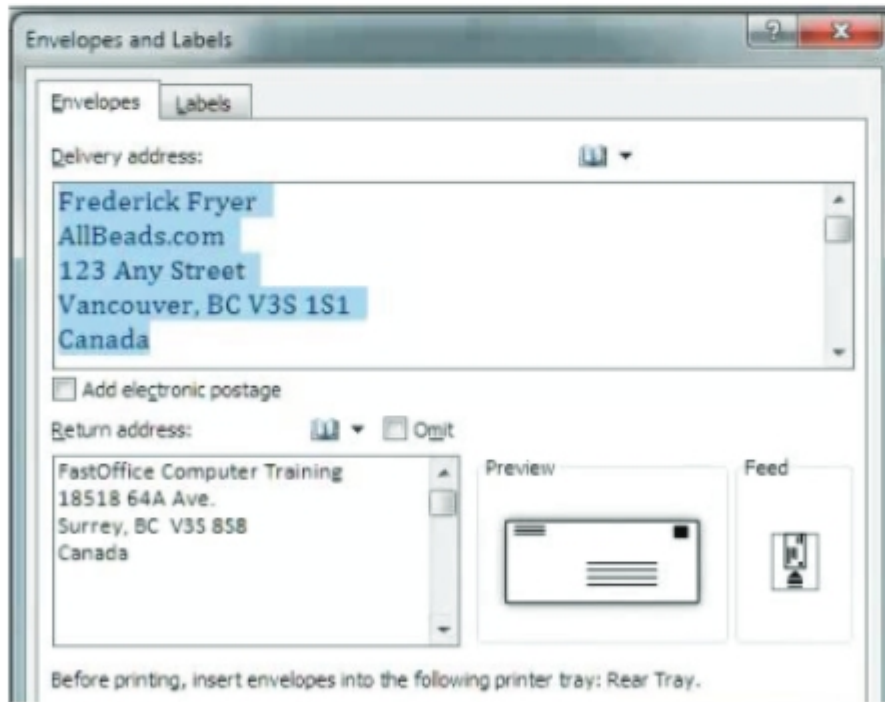 Envelopes and Labels
?
x
Envelopes Labels
Delivery address:
Frederick Fryer
AllBeads.com
123 Any Street
Vancouver, BC V3S 1S1
Canada
Add electronic postage
Return address: Omit
FastOffice Computer Training
18518 64A Ave.
Surrey, BC V3S 8S8
Canada
Preview
Feed
Before printing, insert envelopes into the following printer tray: Rear Tray.